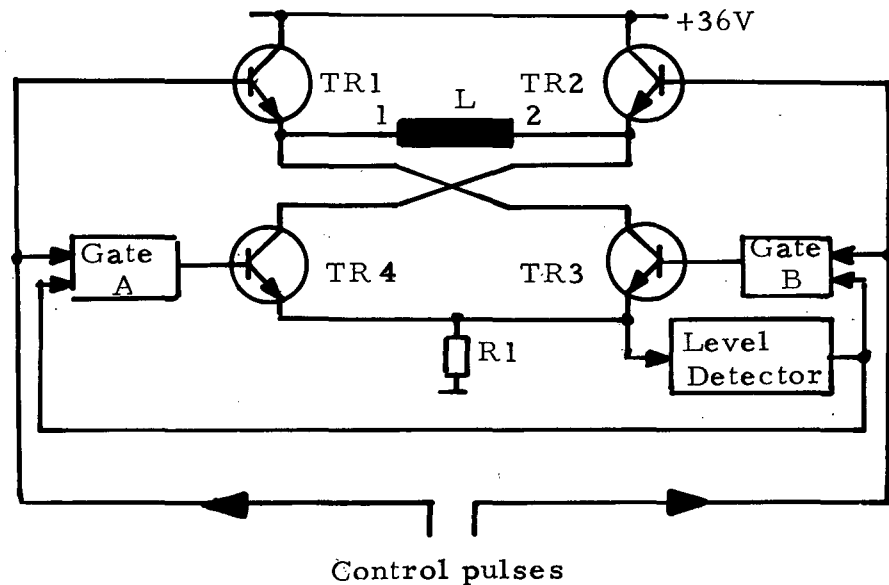 +36V
TR1
TR2
1
L
2
Gate
A
TR4
TR3
Gate
B
R1
Level
Detector
Control pulses